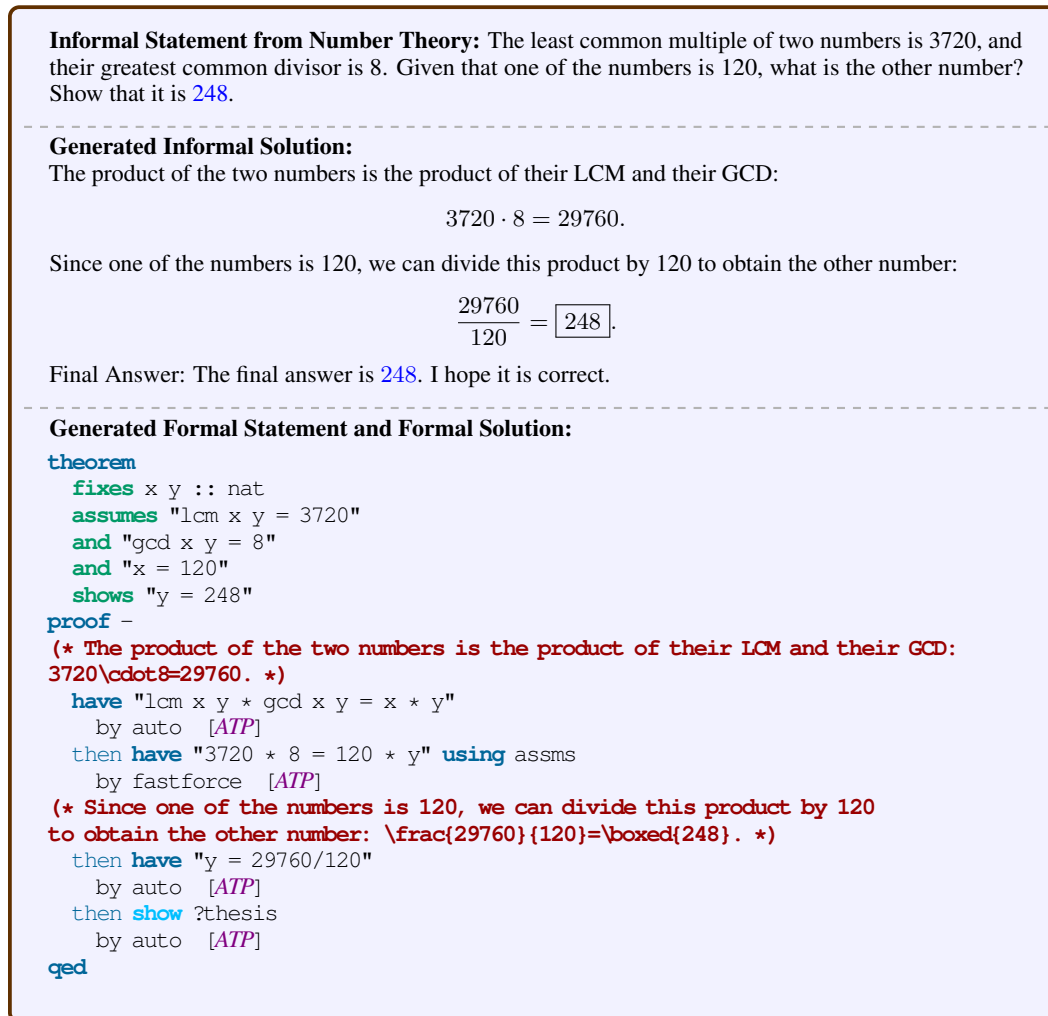 Informal Statement from Number Theory: The least common multiple of two numbers is 3720, and
their greatest common divisor is 8. Given that one of the numbers is 120, what is the other number?
Show that it is 248.
Generated Informal Solution:
The product of the two numbers is the product of their LCM and their GCD:
3720 · 8 = 29760.
Since one of the numbers is 120, we can divide this product by 120 to obtain the other number:
29760
120
= 248 .
Final Answer: The final answer is 248. I hope it is correct.
Generated Formal Statement and Formal Solution:
theorem
fixes x y :: nat
assumes "lcm x y = 3720"
and "gcd x y = 8"
and "x = 120"
shows "y = 248"
proof -
(* The product of the two numbers is the product of their LCM and their GCD:
3720\cdot8=29760. *)
have "lcm x y * gcd x y = x * y"
by auto [ATP]
then have "3720 * 8 = 120 * y" using assms
by fastforce [ATP]
(* Since one of the numbers is 120, we can divide this product by 120
to obtain the other number: \frac{29760}{120}=\boxed{248}. *)
then have "y = 29760/120"
by auto [ATP]
then show ?thesis
by auto [ATP]
qed